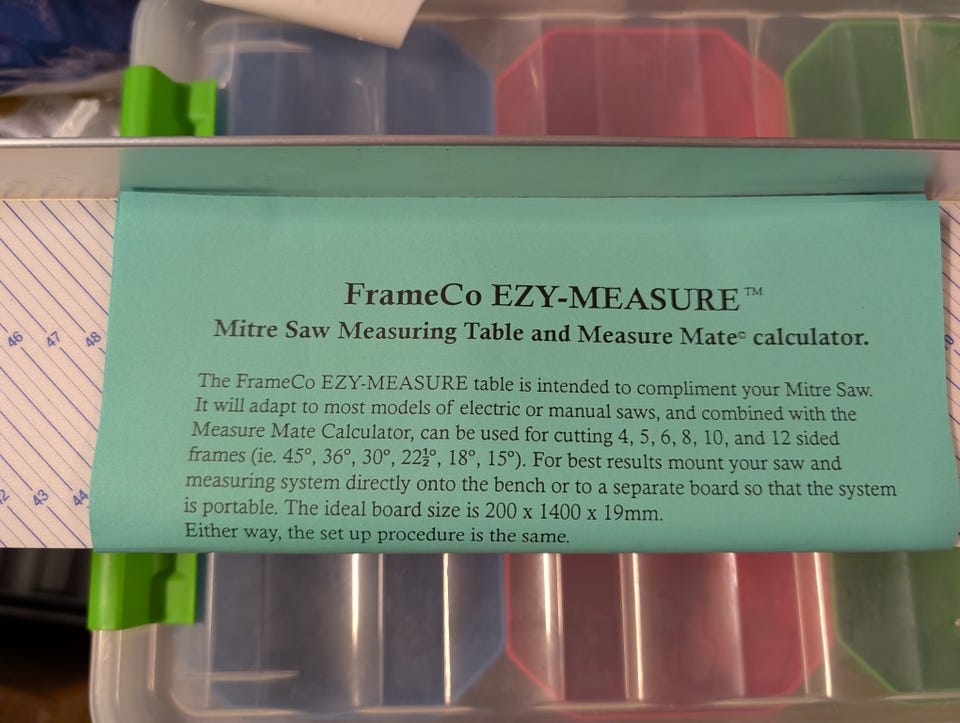 FrameCo EZY-MEASURE™
Mitre Saw Measuring Table and Measure Mate© calculator.
The FrameCo EZY-MEASURE table is intended to compliment your Mitre Saw.
It will adapt to most models of electric or manual saws, and combined with the
Measure Mate Calculator, can be used for cutting 4, 5, 6, 8, 10, and 12 sided
frames (ie. 45°, 36°, 30°, 22½°, 18°, 15°). For best results mount your saw and
measuring system directly onto the bench or to a separate board so that the system
is portable. The ideal board size is 200 x 1400 x 19mm.
Either way, the set up procedure is the same.
46 47 48
43 44